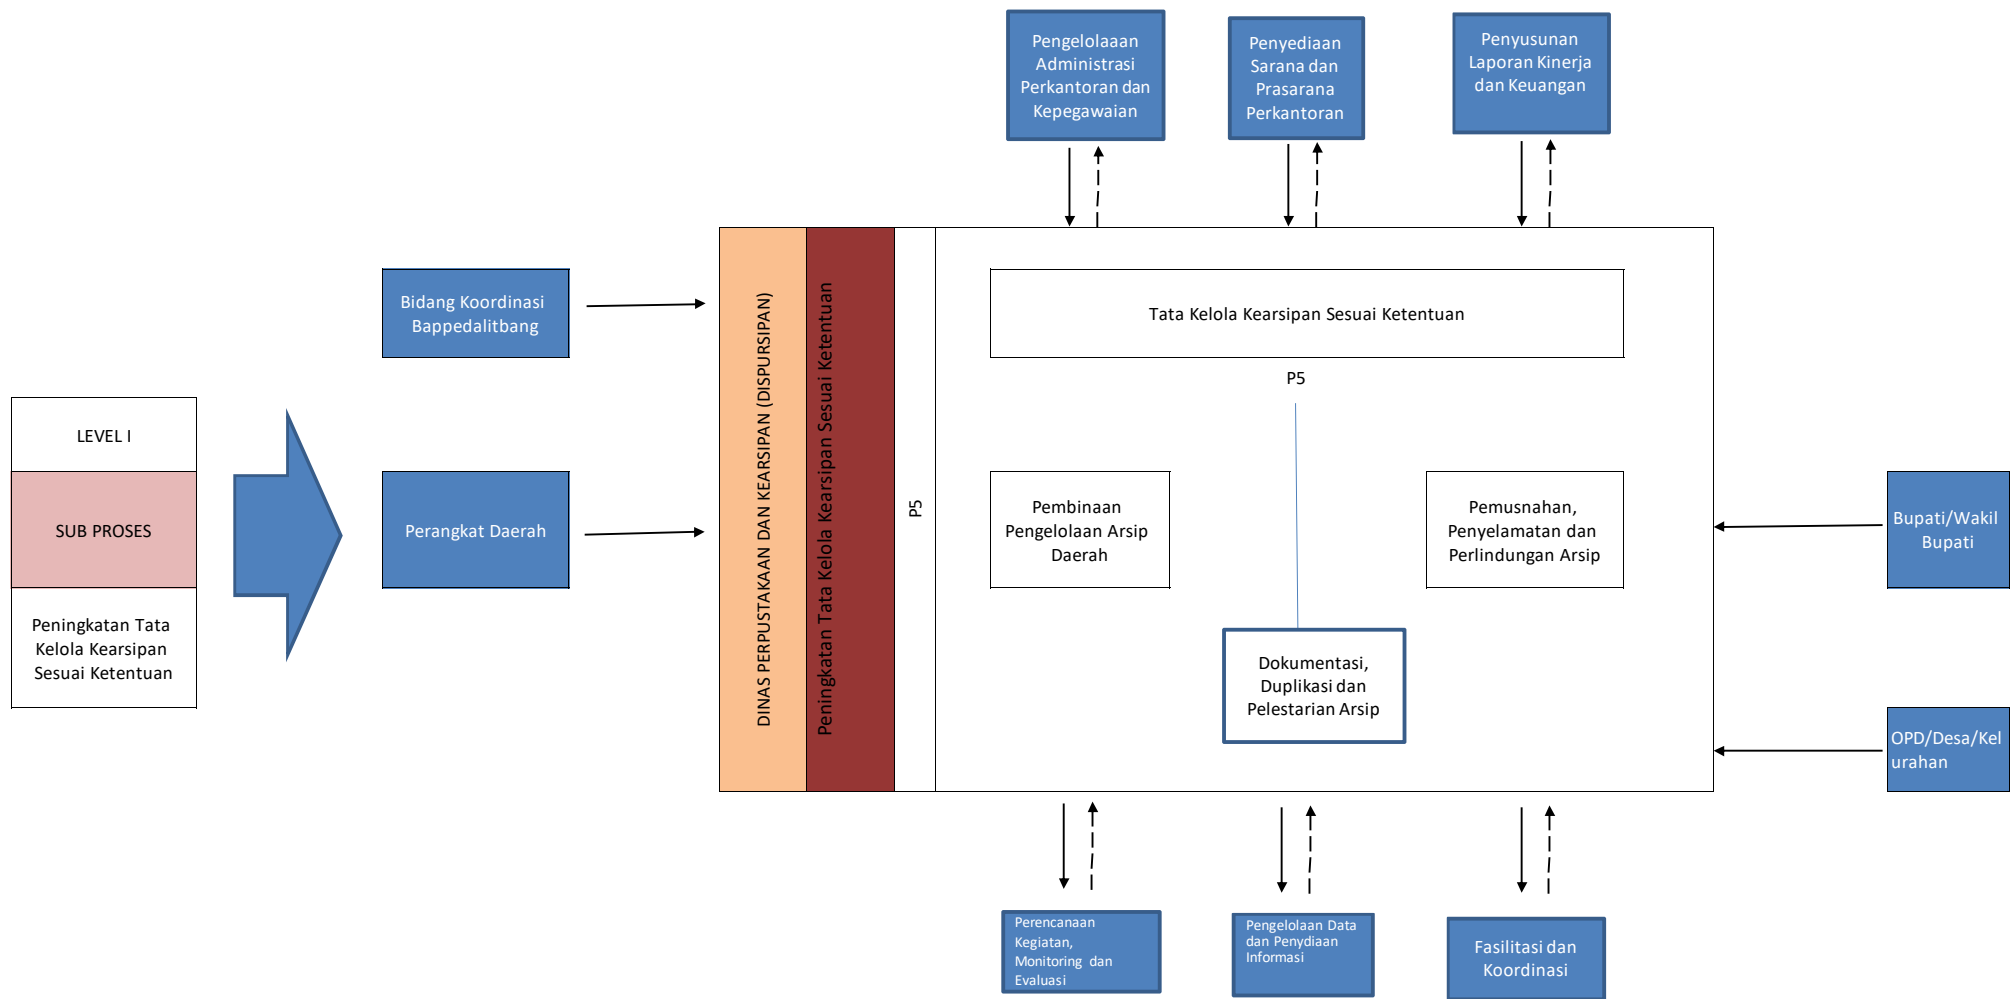 Pengelolaaan
Administrasi
Perkantoran dan
Kepegawaian
Penyediaan
Sarana dan
Prasarana
Perkantoran
Penyusunan
Laporan Kinerja
dan Keuangan
Bidang Koordinasi
Bappedalitbang
Perangkat Daerah
LEVEL I
SUB PROSES
Peningkatan Tata
Kelola Kearsipan
Sesuai Ketentuan
DINAS PERPUSTAKAAN DAN KEARSIPAN (DISPURSIPAN)
Peningkatan Tata Kelola Kearsipan Sesuai Ketentuan
P5
Tata Kelola Kearsipan Sesuai Ketentuan
P5
Pembinaan
Pengelolaan Arsip
Daerah
Pemusnahan,
Penyelamatan dan
Perlindungan Arsip
Dokumentasi,
Duplikasi dan
Pelestarian Arsip
Bupati/Wakil
Bupati
OPD/Desa/Kel
urahan
Perencanaan
Kegiatan,
Monitoring dan
Evaluasi
Pengelolaan Data
dan Penydiaan
Informasi
Fasilitasi dan
Koordinasi